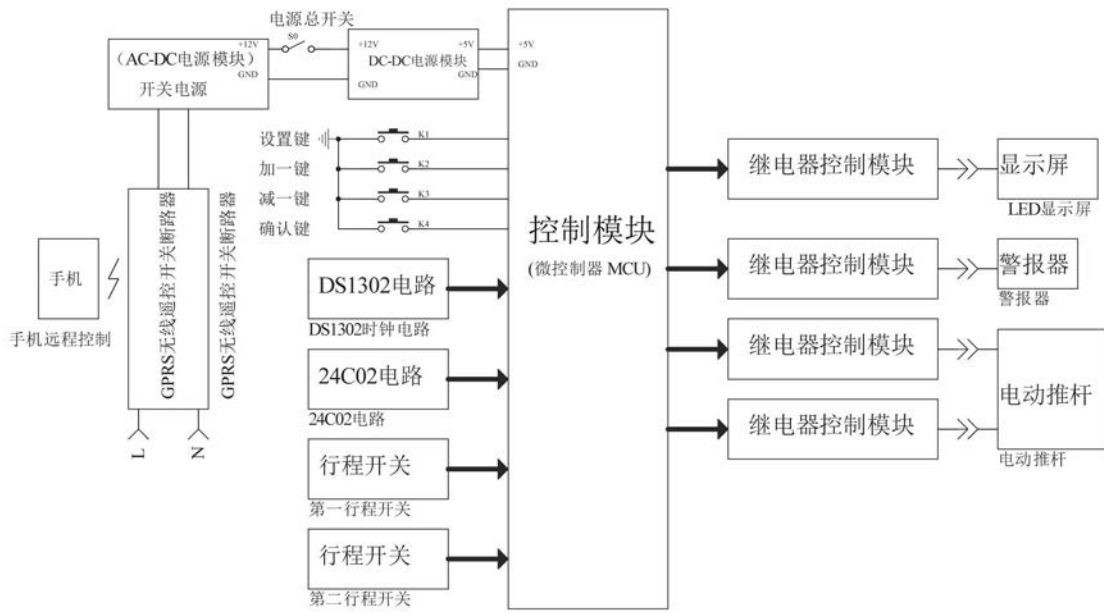 电源总开关
S0
+12V
（AC-DC电源模块）
GND
开关电源
+12V
+5V
DC-DC电源模块
GND
GND
+5V
GND
设置键
K1
加一键
K2
减一键
K3
确认键
K4
手机
手机远程控制
GPRS无线遥控开关断路器
GPRS无线遥控开关断路器
L
N
DS1302电路
DS1302时钟电路
24C02电路
24C02电路
行程开关
第一行程开关
行程开关
第二行程开关
控制模块
(微控制器 MCU)
继电器控制模块
显示屏
LED显示屏
继电器控制模块
警报器
警报器
继电器控制模块
继电器控制模块
电动推杆
电动推杆